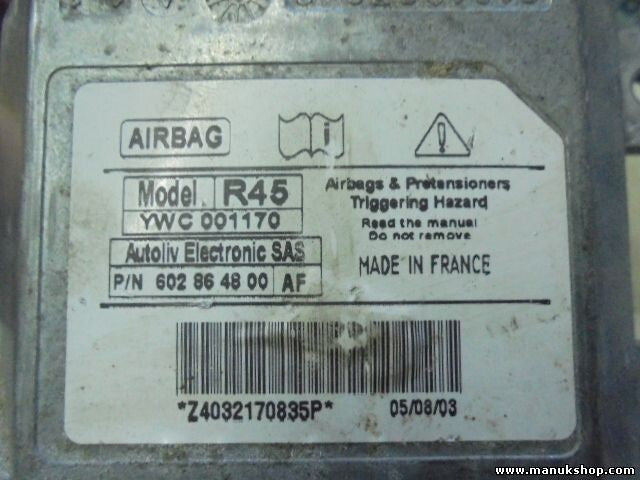 AIRBAG i !
Model R45
YWC 001170
Autoliv Electronic SAS
P/N 602 86 48 00 AF
Airbags & Pretensioners
Triggering Hazard
Read the manual
Do not remove
MADE IN FRANCE
*Z4032170835P* 05/08/03
www.manukshop.com